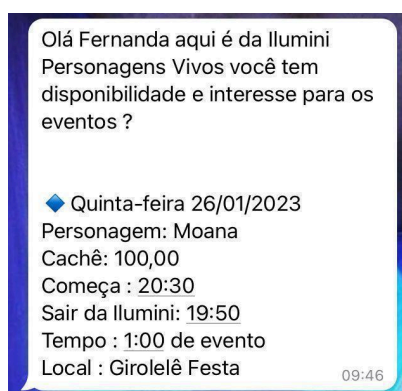 Olá Fernanda aqui é da Ilumini
Personagens Vivos você tem
disponibilidade e interesse para os
eventos ?
🔷 Quinta-feira 26/01/2023
Personagem: Moana
Cachê: 100,00
Começa : 20:30
Sair da Ilumini: 19:50
Tempo : 1:00 de evento
Local : Girolelê Festa
09:46